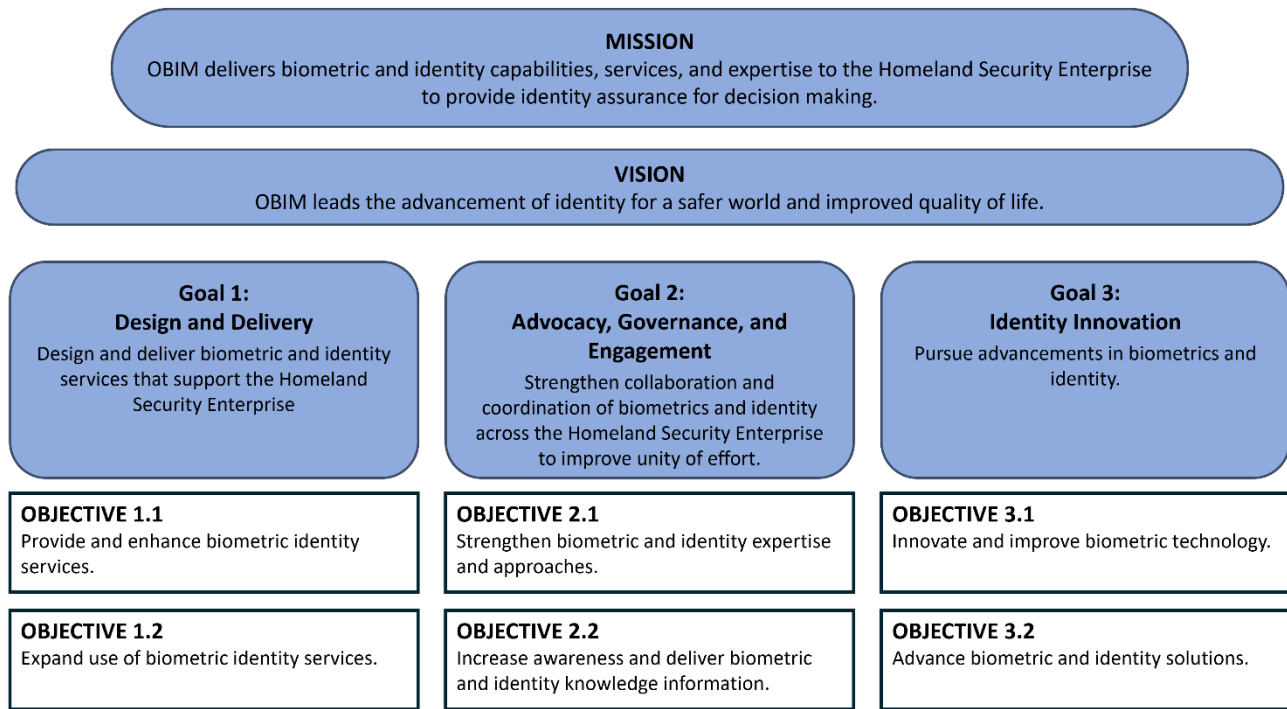 MISSION
OBIM delivers biometric and identity capabilities, services, and expertise to the Homeland Security Enterprise
to provide identity assurance for decision making.
VISION
OBIM leads the advancement of identity for a safer world and improved quality of life.
Goal 1:
Design and Delivery
Design and deliver biometric and identity
services that support the Homeland
Security Enterprise
Goal 2:
Advocacy, Governance, and
Engagement
Strengthen collaboration and
coordination of biometrics and identity
across the Homeland Security Enterprise
to improve unity of effort.
Goal 3:
Identity Innovation
Pursue advancements in biometrics and
identity.
OBJECTIVE 1.1
Provide and enhance biometric identity
services.
OBJECTIVE 2.1
Strengthen biometric and identity expertise
and approaches.
OBJECTIVE 3.1
Innovate and improve biometric technology.
OBJECTIVE 1.2
Expand use of biometric identity services.
OBJECTIVE 2.2
Increase awareness and deliver biometric
and identity knowledge information.
OBJECTIVE 3.2
Advance biometric and identity solutions.